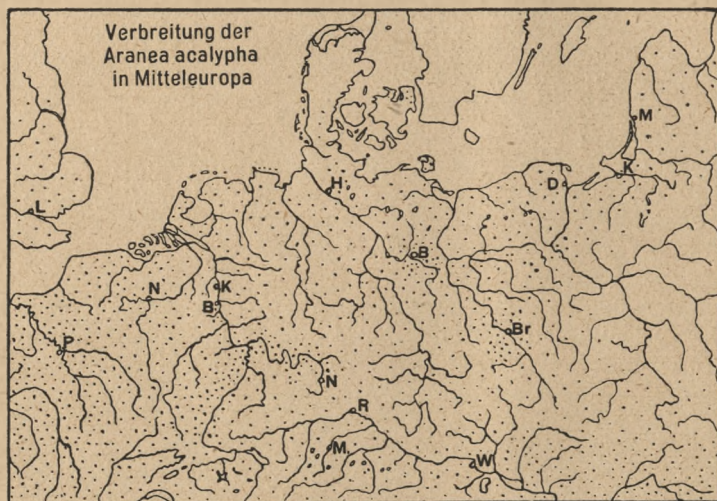 Verbreitung der
Aranea acalypha
in Mitteleuropa
M
K
H
D
L
B
K
N
B
Br
P
N
R
M
W